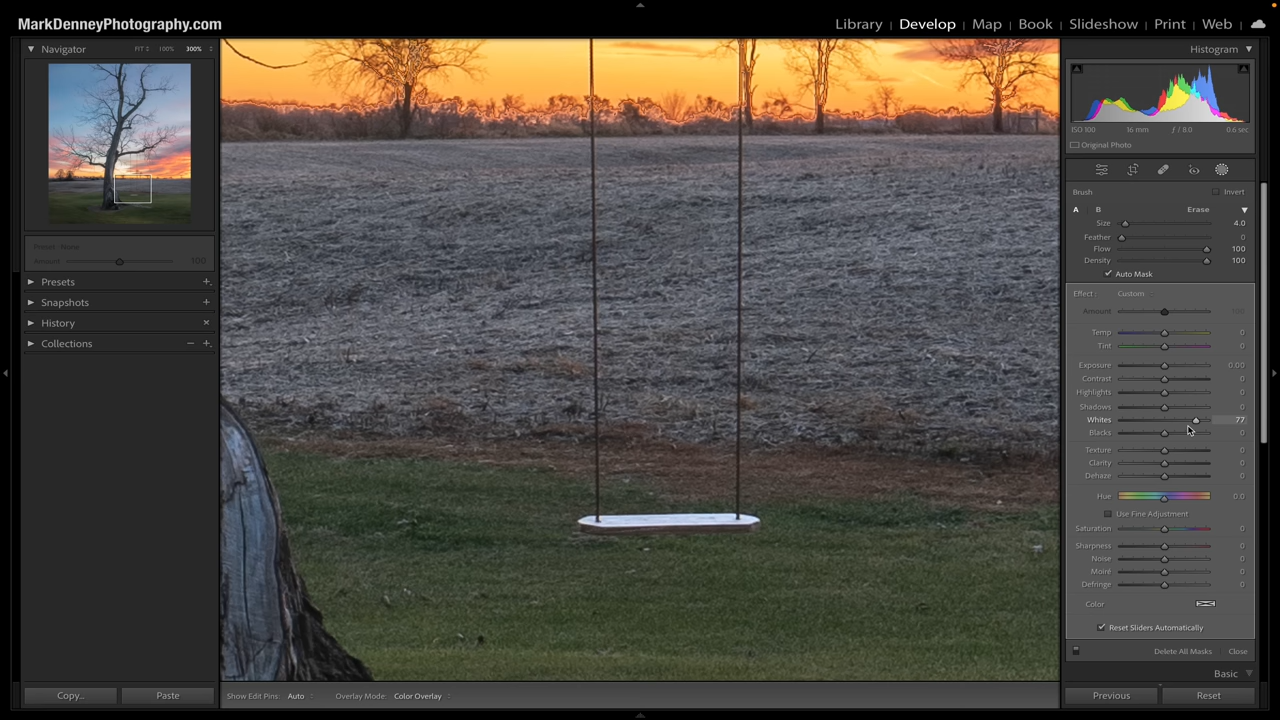 MarkDenneyPhotography.com
Library | Develop | Map | Book | Slideshow | Print | Web
Navigator FIT 100% 300%
Preset: None
Amount 100
Presets
Snapshots
History
Collections
Copy... Paste
Show Edit Pins: Auto Overlay Mode: Color Overlay
Histogram
ISO 100 16 mm ƒ / 8.0 0.6 sec
Original Photo
Brush Invert
A B Erase
Size 4.0
Feather 0
Flow 100
Density 100
Auto Mask
Effect: Custom
Amount
Temp 0
Tint 0
Exposure 0.00
Contrast 0
Highlights 0
Shadows 0
Whites 77
Blacks 0
Texture 0
Clarity 0
Dehaze 0
Hue 0.0
Use Fine Adjustment
Saturation 0
Sharpness 0
Noise 0
Moiré 0
Defringe 0
Color
Reset Sliders Automatically
Delete All Masks Close
Basic
Previous Reset